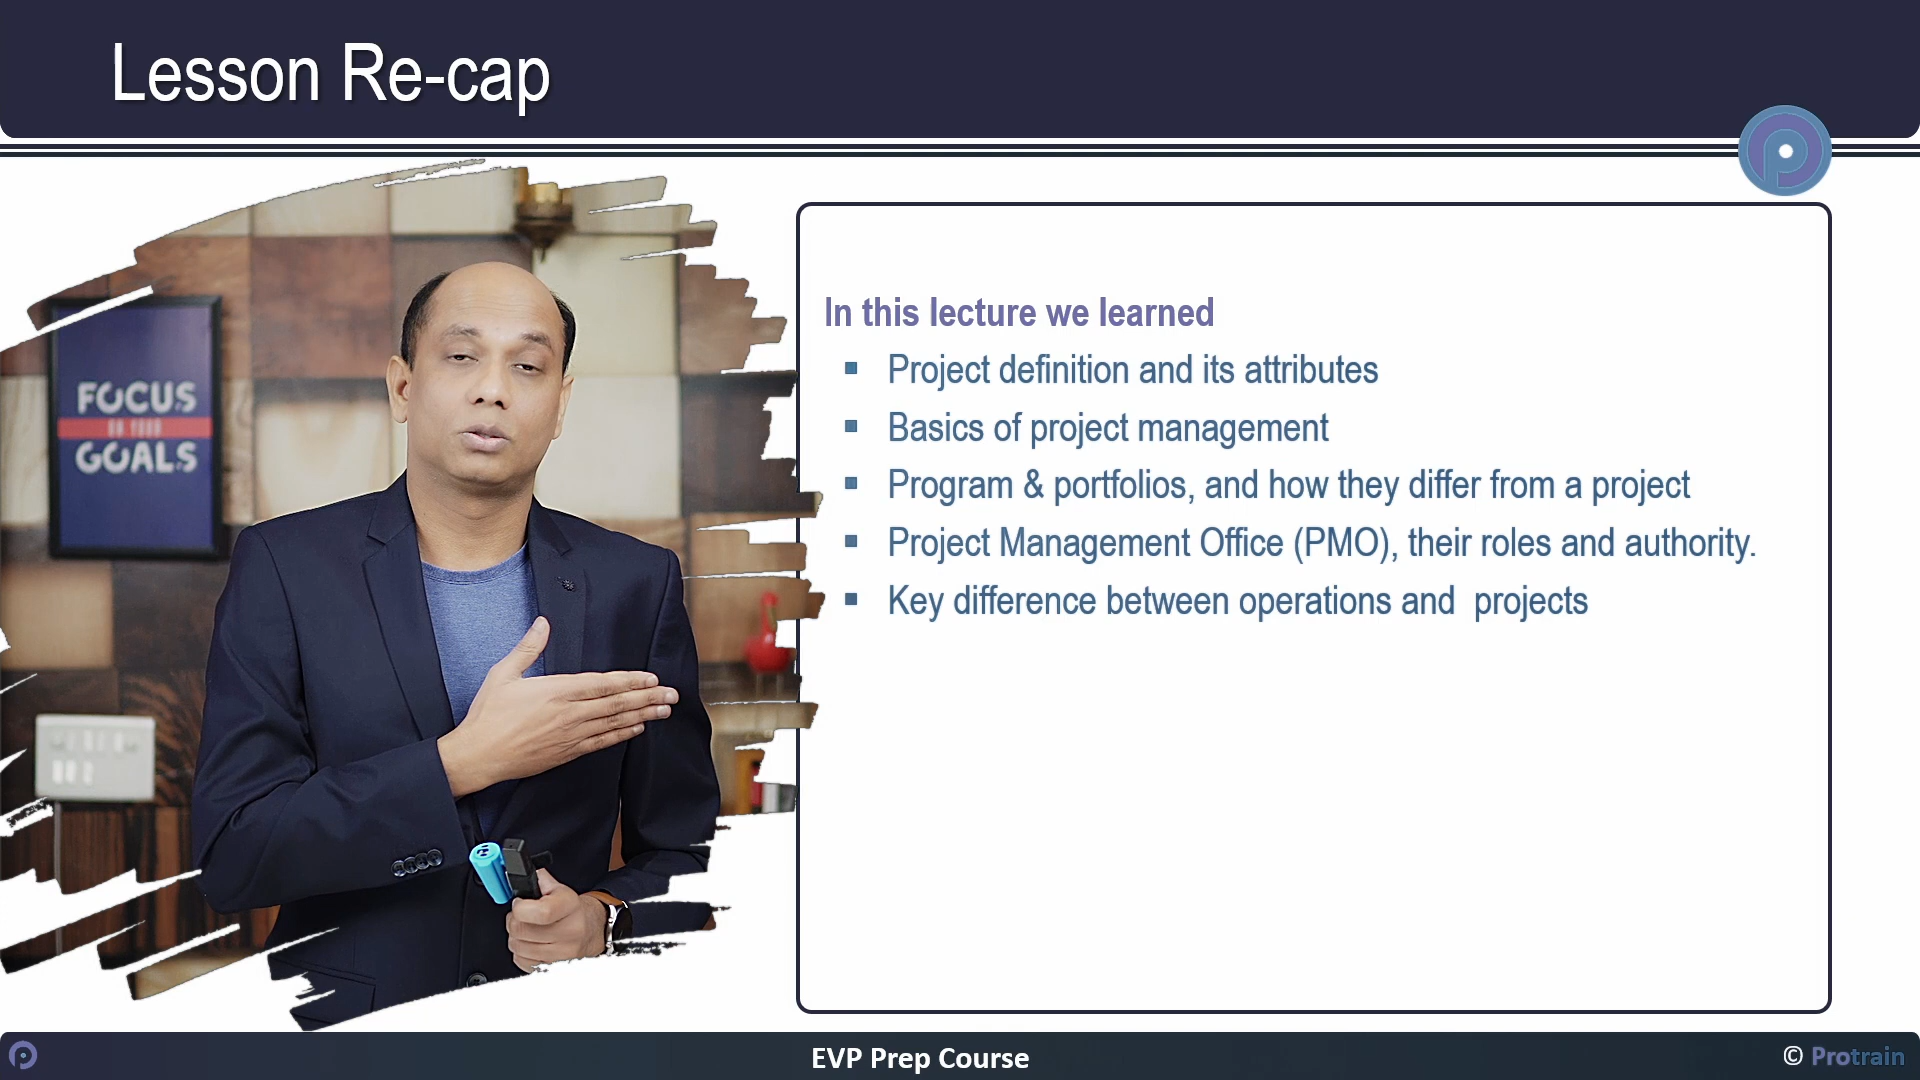 Lesson Re-cap
FOCUS
ON YOUR
GOALS
In this lecture we learned
▪ Project definition and its attributes
▪ Basics of project management
▪ Program & portfolios, and how they differ from a project
▪ Project Management Office (PMO), their roles and authority.
▪ Key difference between operations and  projects
EVP Prep Course
© Protrain